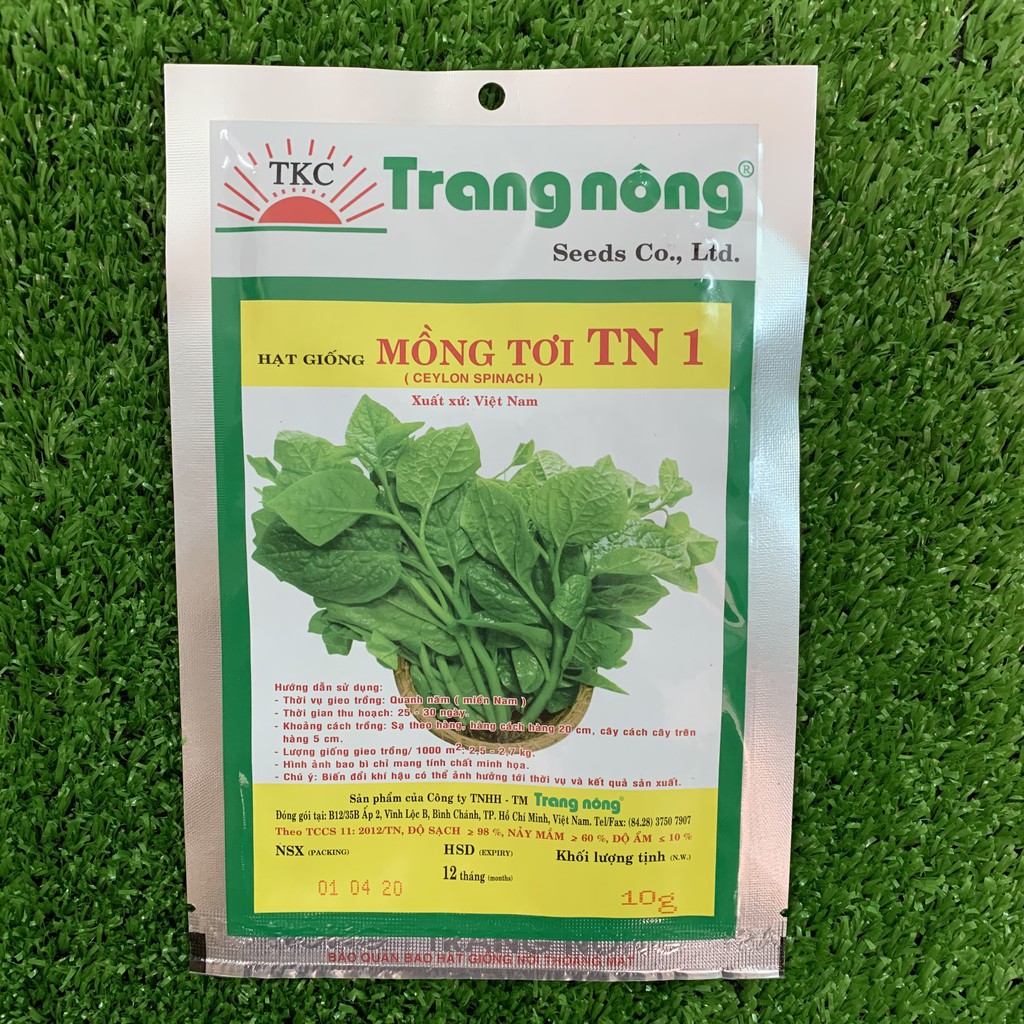 TKC
Trang nông®
Seeds Co., Ltd.
HẠT GIỐNG MỒNG TƠI TN 1
( CEYLON SPINACH )
Xuất xứ: Việt Nam
Hướng dẫn sử dụng:
- Thời vụ gieo trồng: Quanh năm ( miền Nam )
- Thời gian thu hoạch: 25 - 30 ngày.
- Khoảng cách trồng: Sạ theo hàng, hàng cách hàng 20 cm, cây cách cây trên
hàng 5 cm.
- Lượng giống gieo trồng/ 1000 m²: 2,5 - 2,7 kg.
- Hình ảnh bao bì chỉ mang tính chất minh họa.
- Chú ý: Biến đổi khí hậu có thể ảnh hưởng tới thời vụ và kết quả sản xuất.
Sản phẩm của Công ty TNHH - TM Trang nông®
Đóng gói tại: B12/35B Ấp 2, Vĩnh Lộc B, Bình Chánh, TP. Hồ Chí Minh, Việt Nam. Tel/Fax: (84.28) 3750 7907
Theo TCCS 11: 2012/TN, ĐỘ SẠCH ≥ 98 %, NẢY MẦM ≥ 60 %, ĐỘ ẨM ≤ 10 %
NSX (PACKING) HSD (EXPIRY) Khối lượng tịnh (N.W.)
12 tháng (months)
01 04 20 10g
BẢO QUẢN BAO HẠT GIỐNG NƠI THOÁNG MÁT